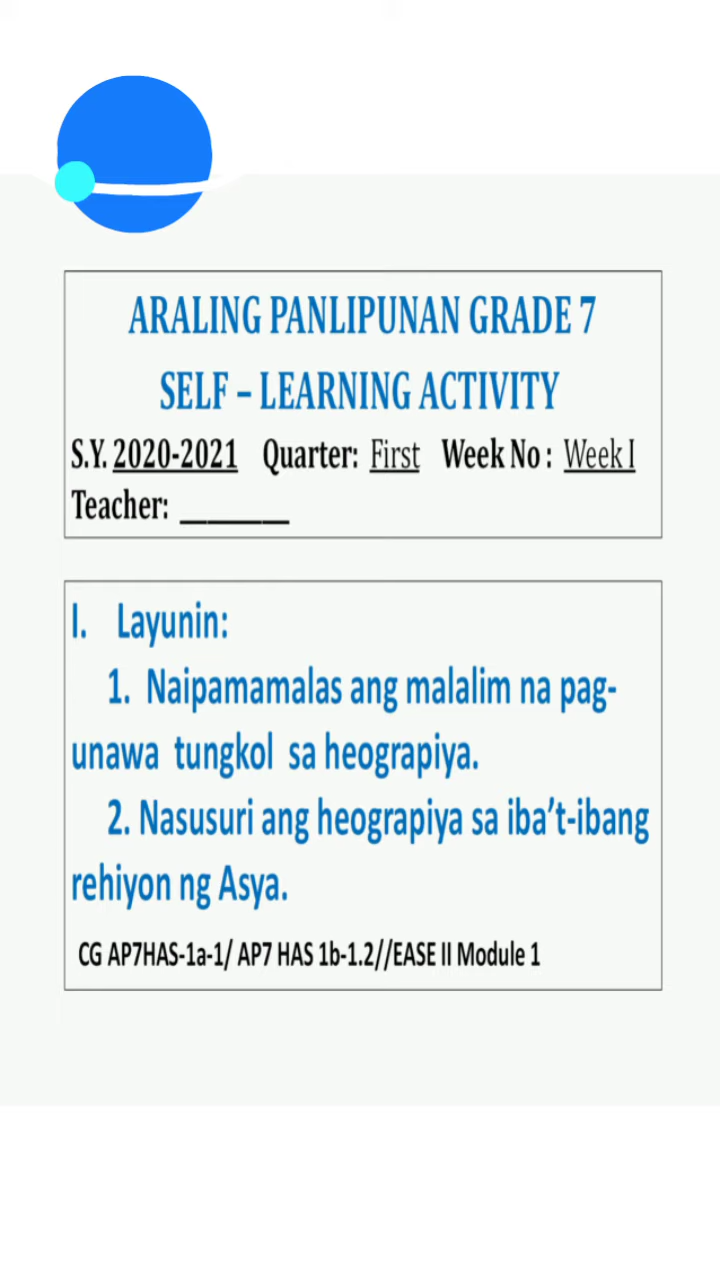 ARALING PANLIPUNAN GRADE 7
SELF – LEARNING ACTIVITY
S.Y. 2020-2021 Quarter: First Week No : Week I
Teacher: ________
I. Layunin:
1. Naipamamalas ang malalim na pag-
unawa tungkol sa heograpiya.
2. Nasusuri ang heograpiya sa iba’t-ibang
rehiyon ng Asya.
CG AP7HAS-1a-1/ AP7 HAS 1b-1.2//EASE II Module 1